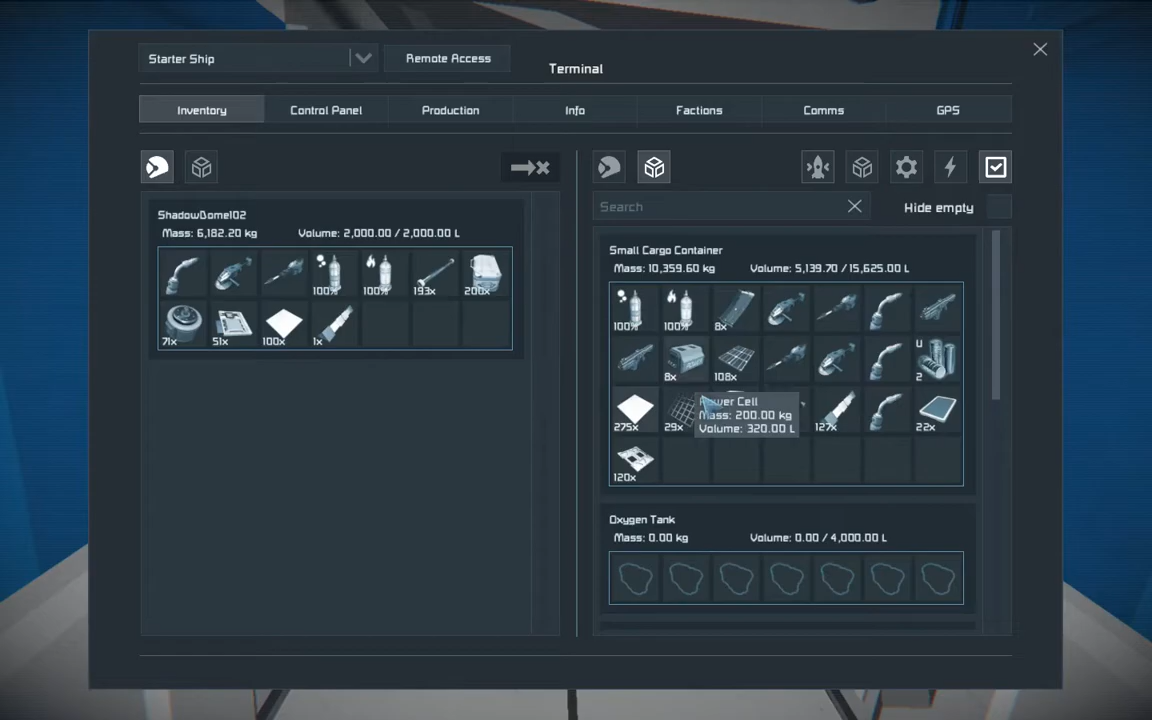 Starter Ship
Remote Access
Terminal
Inventory
Control Panel
Production
Info
Factions
Comms
GPS
ShadowDome102
Mass: 6,182.20 kg
Volume: 2,000.00 / 2,000.00 L
100%
100%
193x
200x
71x
51x
100x
1x
Search
Hide empty
Small Cargo Container
Mass: 10,359.60 kg
Volume: 5,139.70 / 15,625.00 L
100%
100%
8x
8x
108x
U
2
275x
29x
Power Cell
Mass: 200.00 kg
Volume: 320.00 L
127x
22x
120x
Oxygen Tank
Mass: 0.00 kg
Volume: 0.00 / 4,000.00 L